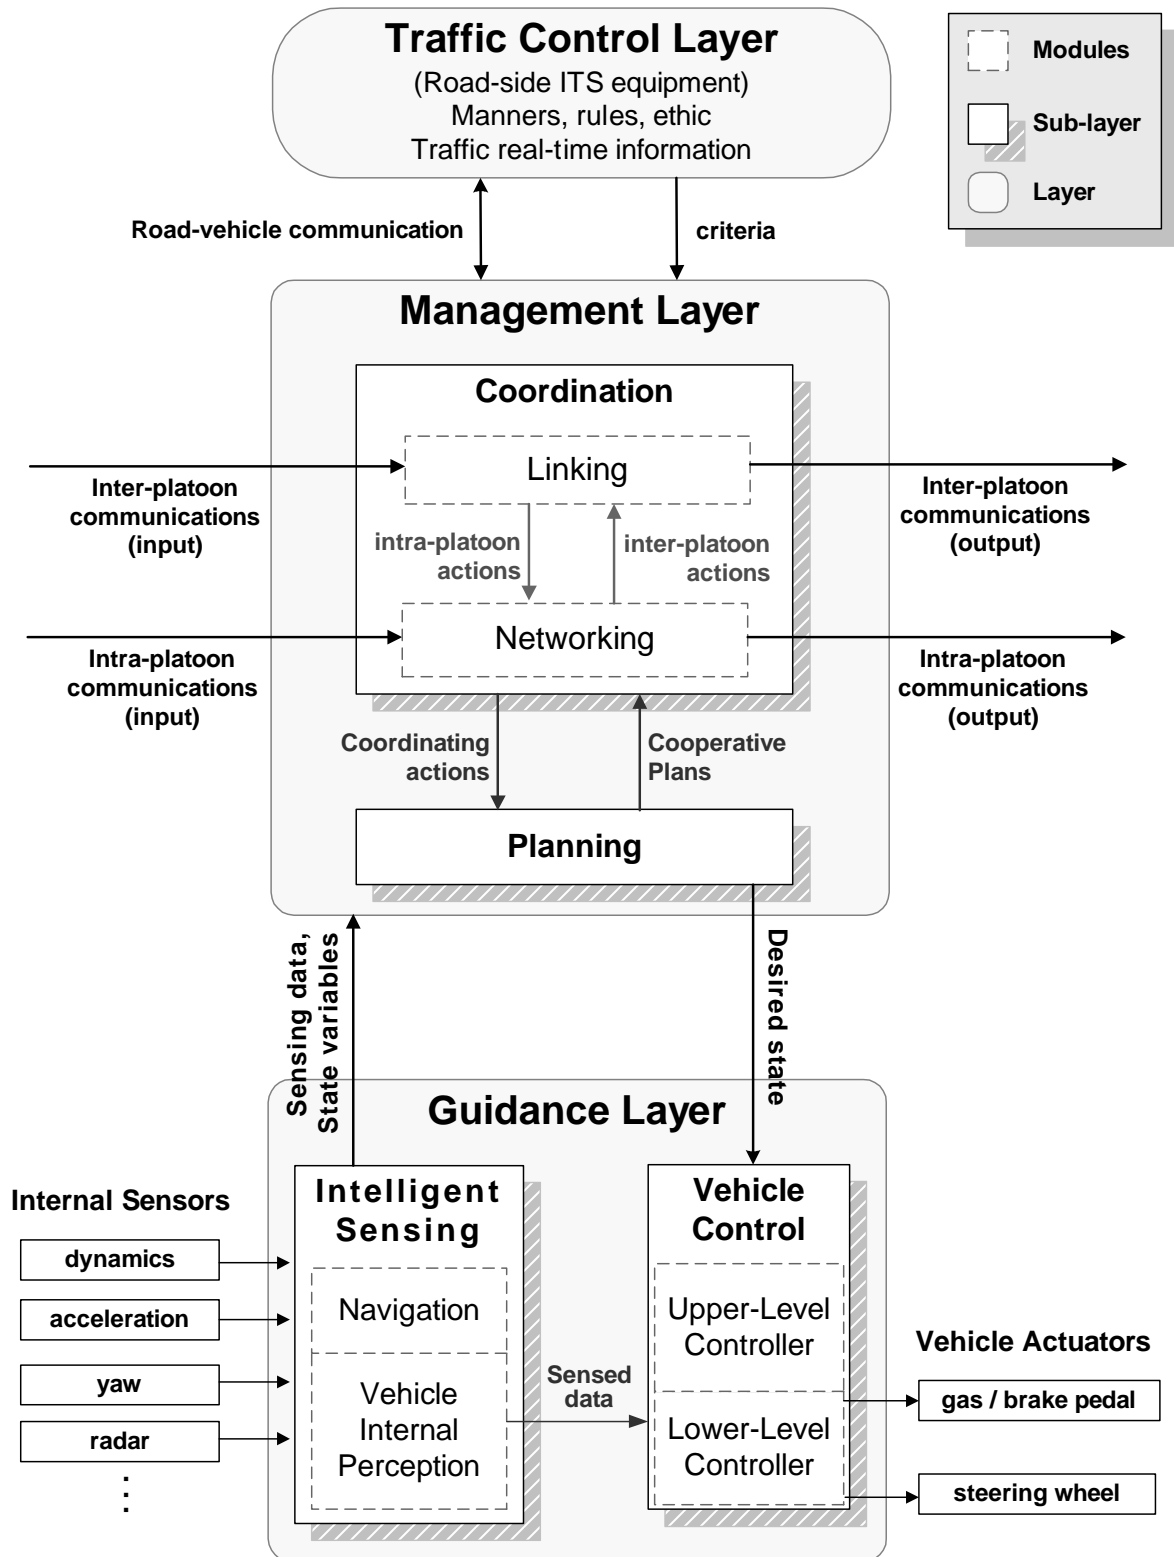 Traffic Control Layer
(Road-side ITS equipment)
Manners, rules, ethic
Traffic real-time information
Modules
Sub-layer
Layer
Road-vehicle communication
criteria
Management Layer
Coordination
Linking
Inter-platoon
communications
(input)
Inter-platoon
communications
(output)
intra-platoon
actions
inter-platoon
actions
Networking
Intra-platoon
communications
(input)
Intra-platoon
communications
(output)
Coordinating
actions
Cooperative
Plans
Planning
Sensing data,
State variables
Desired state
Guidance Layer
Internal Sensors
dynamics
acceleration
yaw
radar
Intelligent
Sensing
Navigation
Vehicle
Internal
Perception
Sensed
data
Vehicle
Control
Upper-Level
Controller
Lower-Level
Controller
Vehicle Actuators
gas / brake pedal
steering wheel